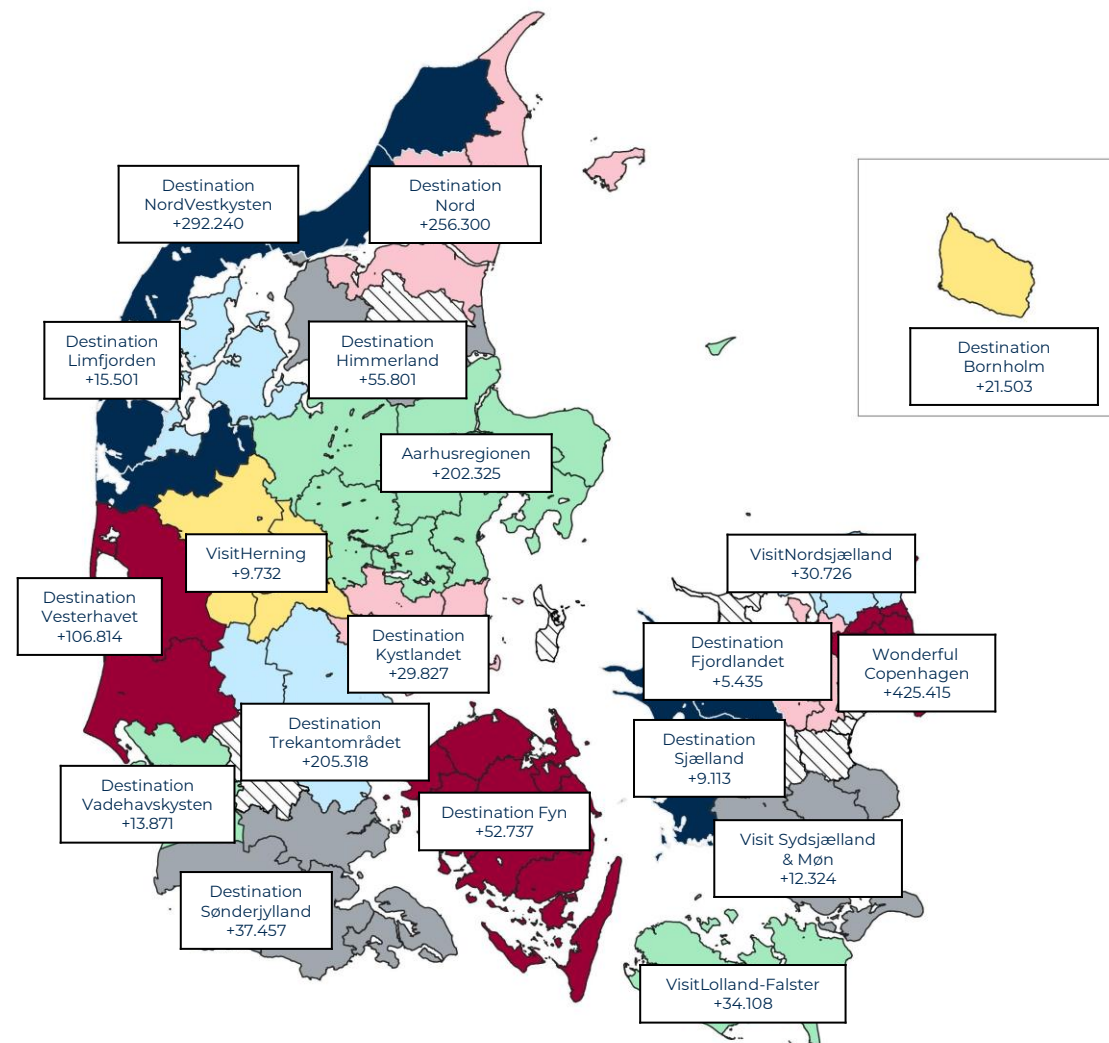 Destination
NordVestkysten
+292.240
Destination
Nord
+256.300
Destination
Limfjorden
+15.501
Destination
Himmerland
+55.801
Destination
Bornholm
+21.503
Aarhusregionen
+202.325
VisitHerning
+9.732
VisitNordsjælland
+30.726
Destination
Vesterhavet
+106.814
Destination
Kystlandet
+29.827
Destination
Fjordlandet
+5.435
Wonderful
Copenhagen
+425.415
Destination
Trekantområdet
+205.318
Destination
Sjælland
+9.113
Destination
Vadehavskysten
+13.871
Destination Fyn
+52.737
Visit Sydsjælland
& Møn
+12.324
Destination
Sønderjylland
+37.457
VisitLolland-Falster
+34.108